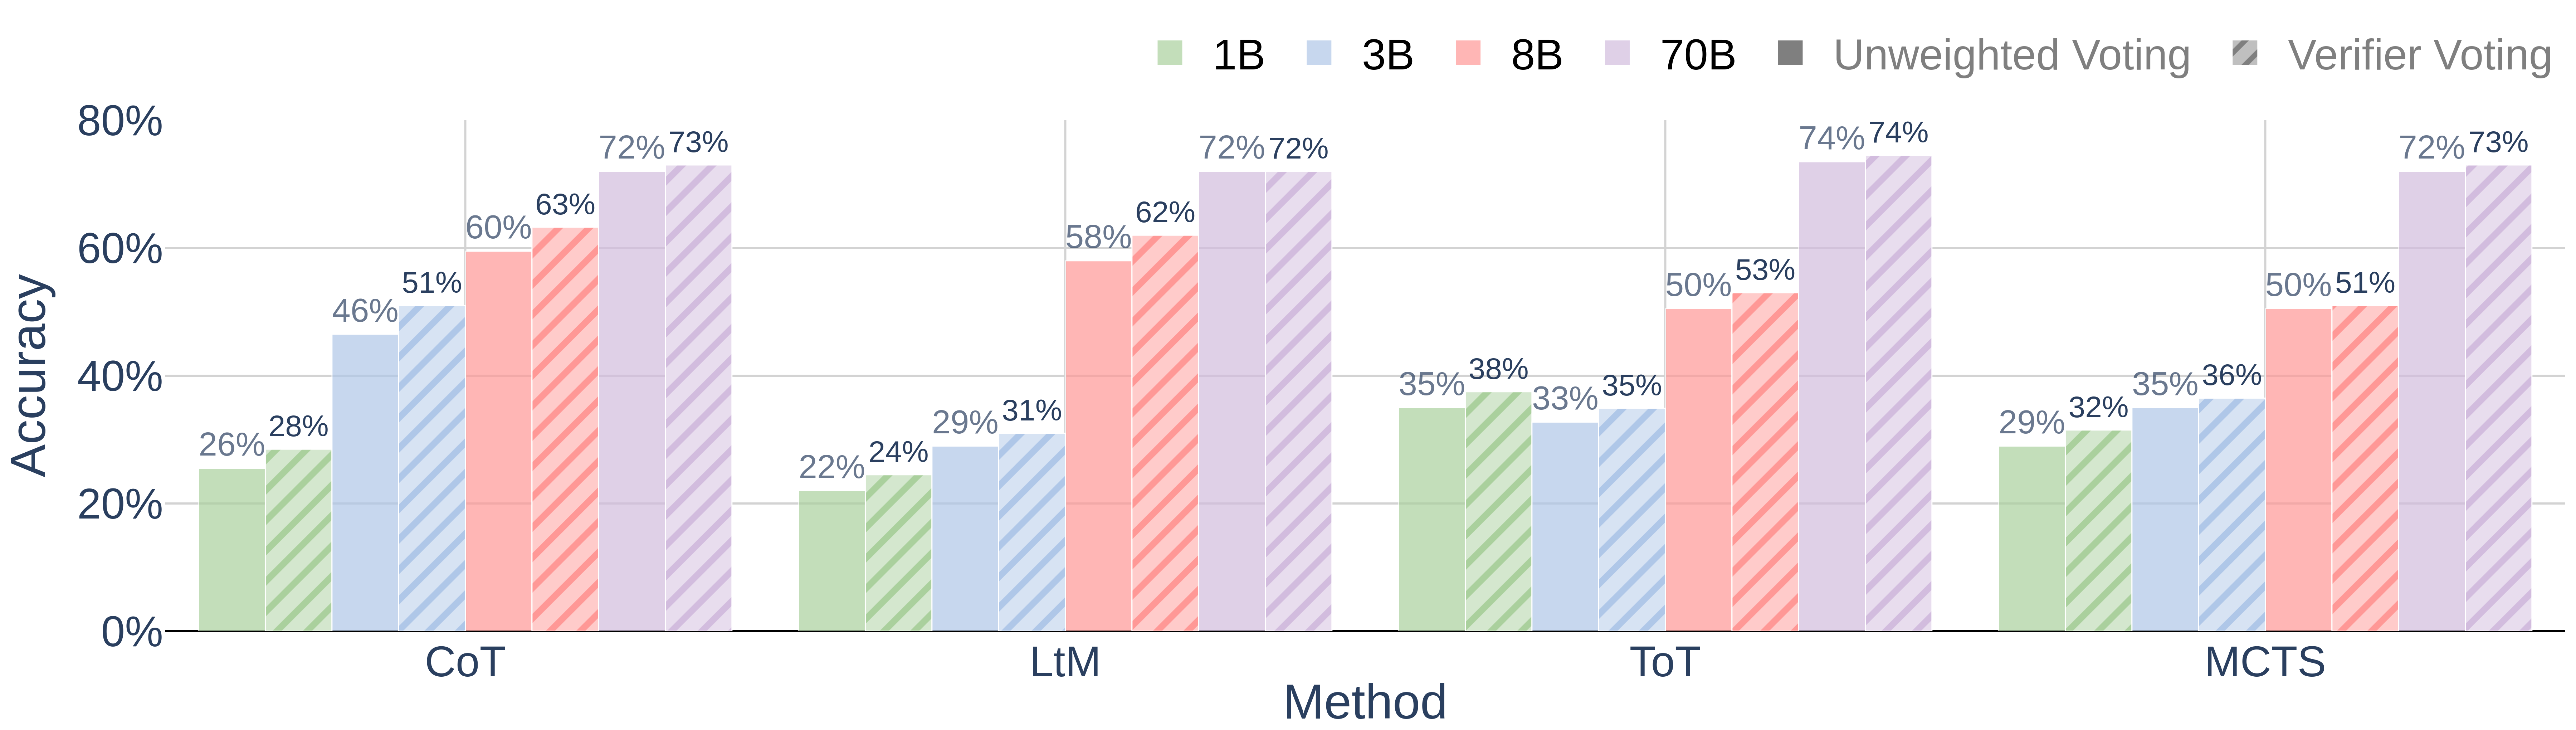 1B 3B 8B 70B Unweighted Voting Verifier Voting
Accuracy
80%
60%
40%
20%
0%
26% 28% 46% 51% 60% 63% 72% 73%
22% 24% 29% 31% 58% 62% 72% 72%
35% 38% 33% 35% 50% 53% 74% 74%
29% 32% 35% 36% 50% 51% 72% 73%
CoT LtM ToT MCTS
Method